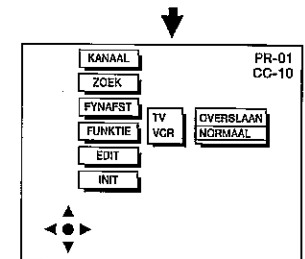 KANAAL
PR-01
CC-10
ZOEK
FYNAFST
TV
OVERSLAAN
FUNKTIE
VCR
NORMAAL
EDIT
INIT